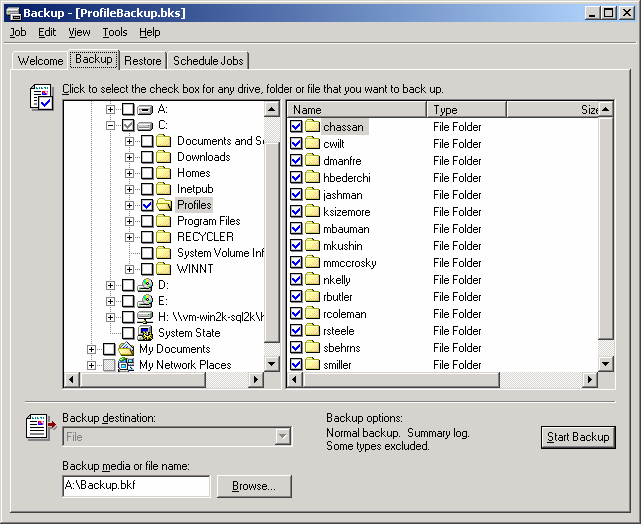 Backup - [ProfileBackup.bks]
Job Edit View Tools Help
Welcome Backup Restore Schedule Jobs
Click to select the check box for any drive, folder or file that you want to back up.
A:
C:
Documents and Se
Downloads
Homes
Inetpub
Profiles
Program Files
RECYCLER
System Volume Inf
WINNT
D:
E:
H: \\vm-win2k-sql2k\h
System State
My Documents
My Network Places
Name Type Size
chassan File Folder
cwilt File Folder
dmanfre File Folder
hbederchi File Folder
jashman File Folder
ksizemore File Folder
mbauman File Folder
mkushin File Folder
mmccrosky File Folder
nkelly File Folder
rbutler File Folder
rcoleman File Folder
rsteele File Folder
sbehrns File Folder
smiller File Folder
Backup destination:
File
Backup media or file name:
A:\Backup.bkf
Browse...
Backup options:
Normal backup. Summary log.
Some types excluded.
Start Backup